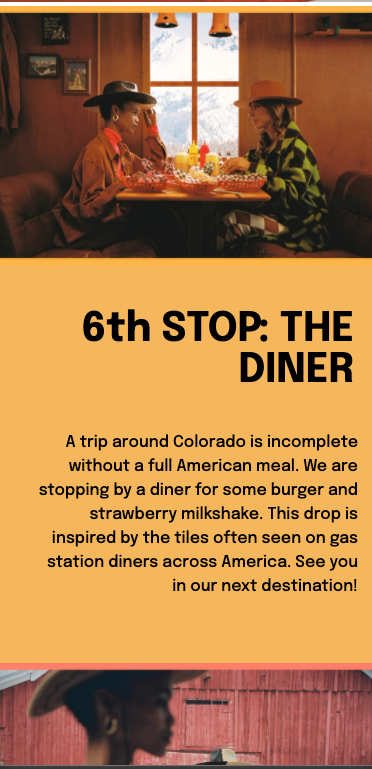 6th STOP: THE
DINER
A trip around Colorado is incomplete
without a full American meal. We are
stopping by a diner for some burger and
strawberry milkshake. This drop is
inspired by the tiles often seen on gas
station diners across America. See you
in our next destination!